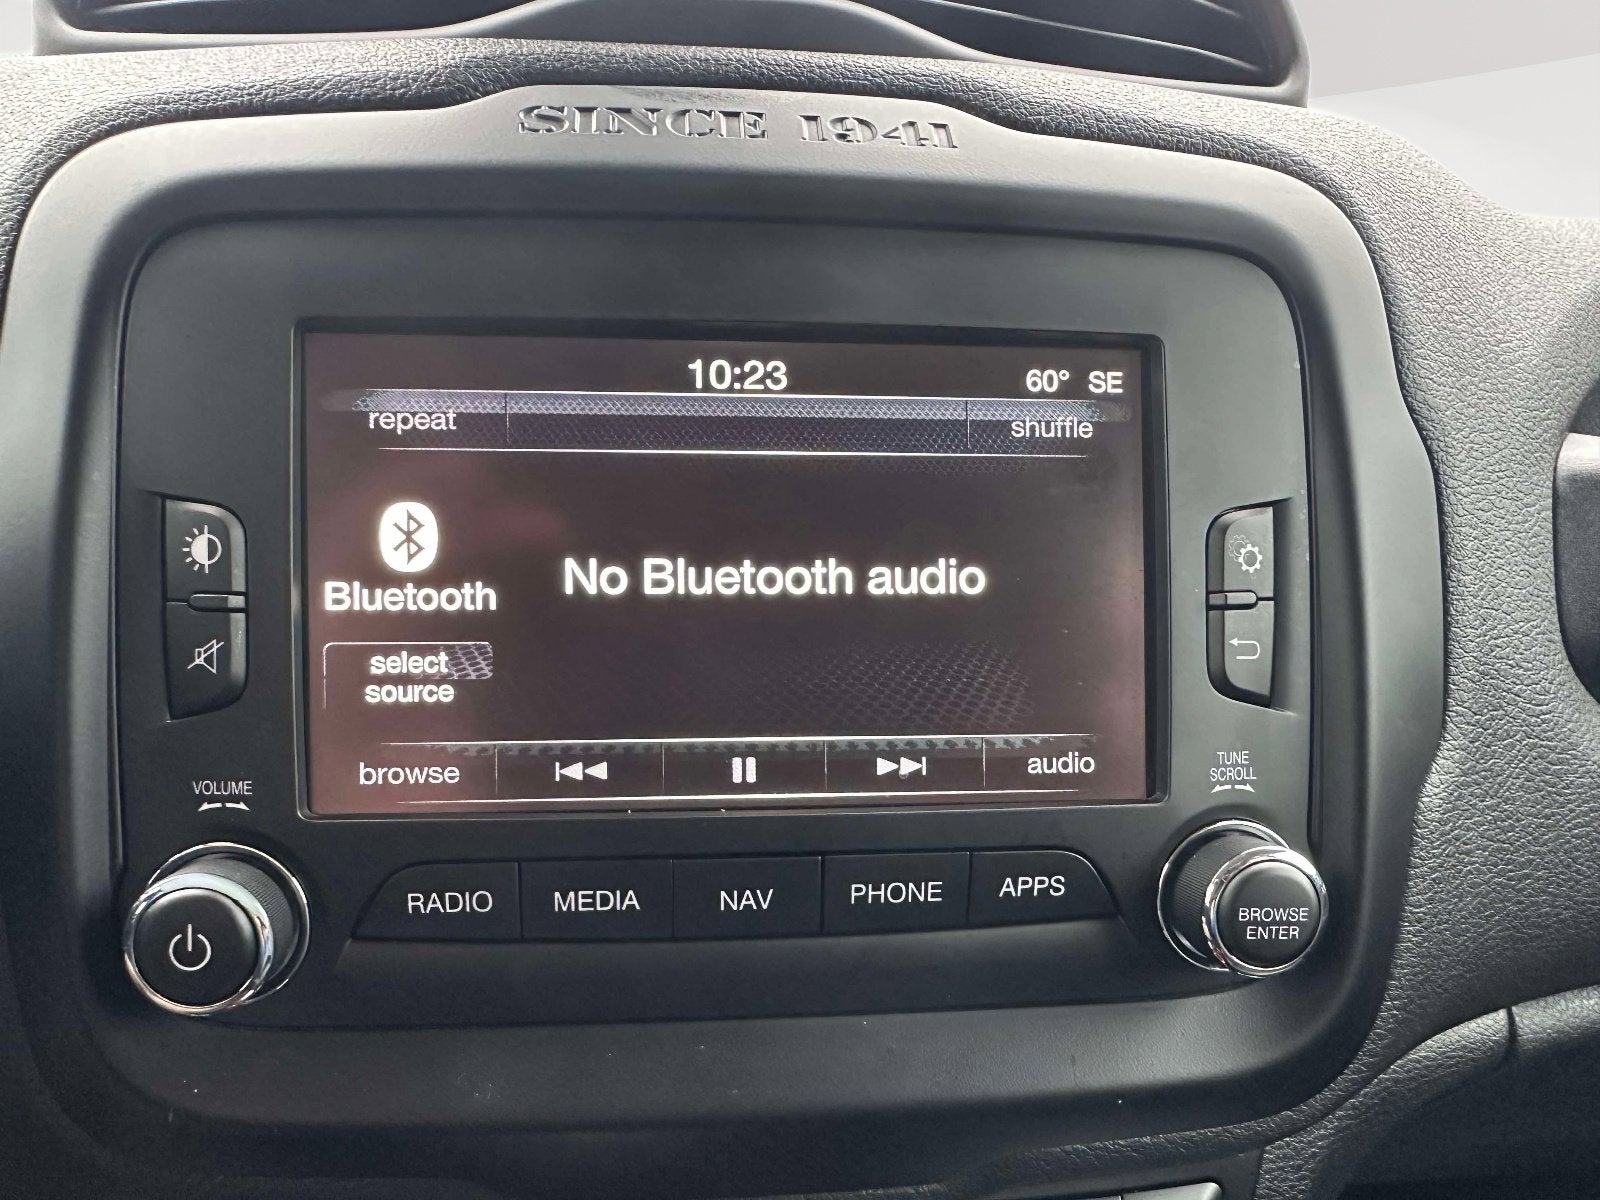 SINCE 1941
10:23
60° SE
repeat
shuffle
Bluetooth
No Bluetooth audio
select
source
browse
audio
VOLUME
TUNE
SCROLL
RADIO
MEDIA
NAV
PHONE
APPS
BROWSE
ENTER